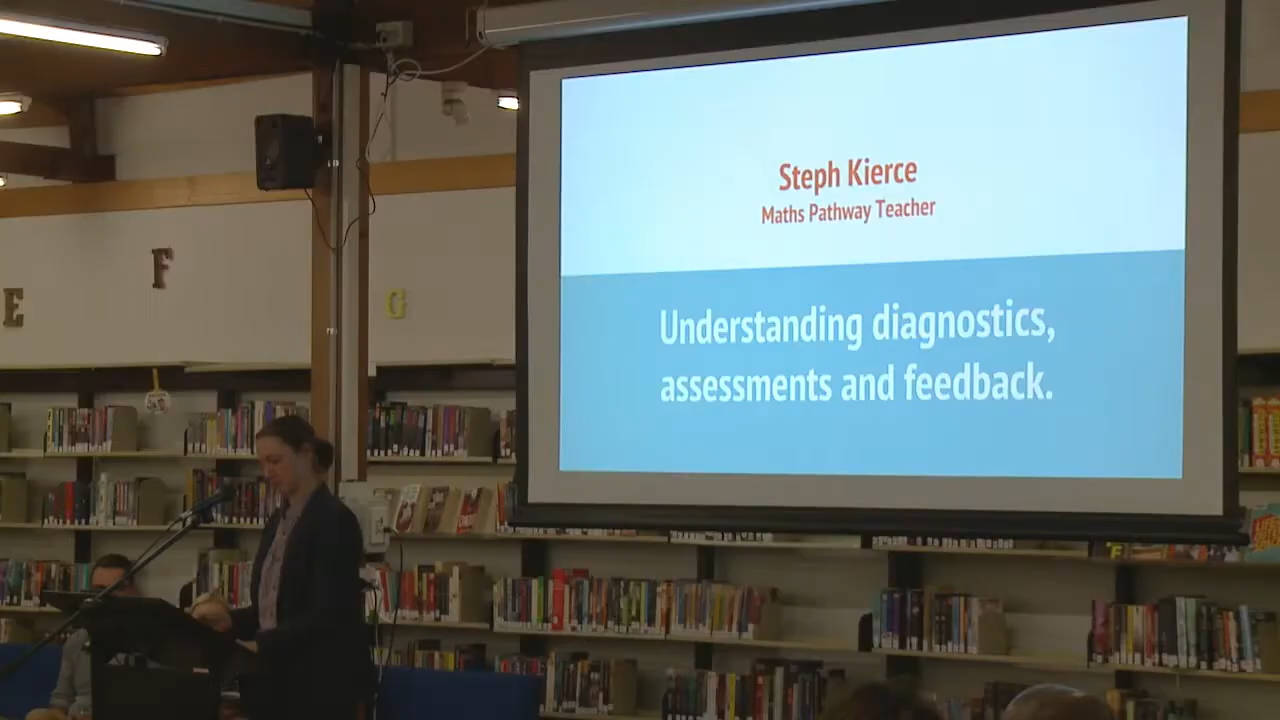 Steph Kierce
Maths Pathway Teacher
Understanding diagnostics,
assessments and feedback.
E
F
G